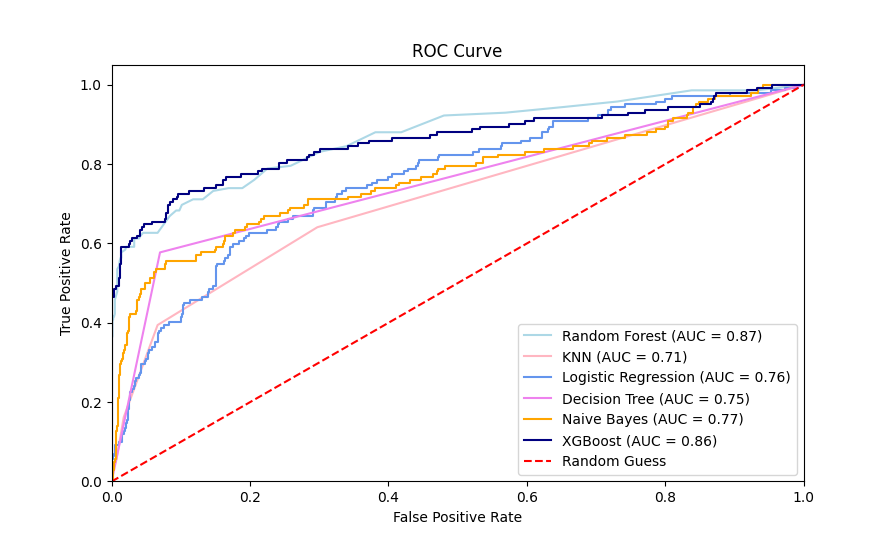 ROC Curve
True Positive Rate
1.0
0.8
0.6
0.4
0.2
0.0
0.0 0.2 0.4 0.6 0.8 1.0
False Positive Rate
Random Forest (AUC = 0.87)
KNN (AUC = 0.71)
Logistic Regression (AUC = 0.76)
Decision Tree (AUC = 0.75)
Naive Bayes (AUC = 0.77)
XGBoost (AUC = 0.86)
Random Guess